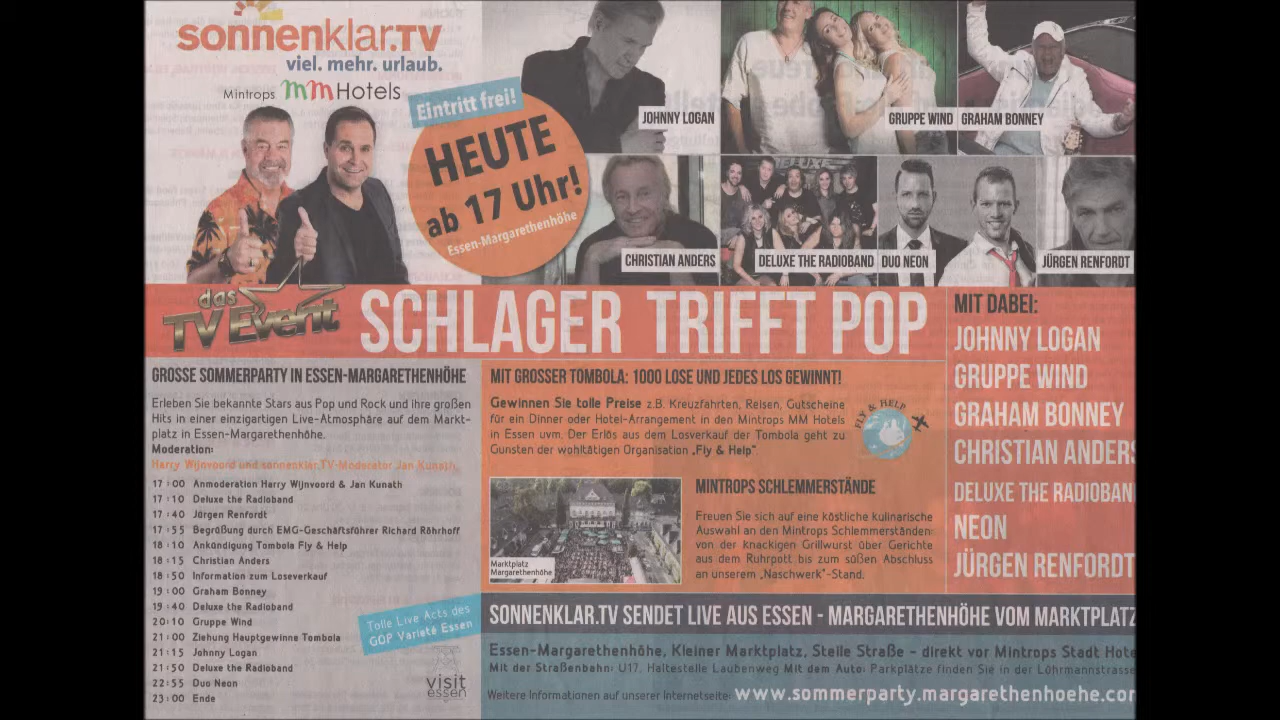 sonnenklar.TV
viel. mehr. urlaub.
Mintrops MM Hotels
Eintritt frei!
HEUTE
ab 17 Uhr!
Essen-Margarethenhöhe
JOHNNY LOGAN
GRUPPE WIND
GRAHAM BONNEY
CHRISTIAN ANDERS
DELUXE
DELUXE THE RADIOBAND
DUO NEON
JÜRGEN RENFORDT
das
TV Event
SCHLAGER TRIFFT POP
MIT DABEI:
JOHNNY LOGAN
GRUPPE WIND
GRAHAM BONNEY
CHRISTIAN ANDERS
DELUXE THE RADIOBAN
NEON
JÜRGEN RENFORDT
GROSSE SOMMERPARTY IN ESSEN-MARGARETHENHÖHE
Erleben Sie bekannte Stars aus Pop und Rock und ihre großen
Hits in einer einzigartigen Live-Atmosphäre auf dem Markt-
platz in Essen-Margarethenhöhe.
Moderation:
Harry Wijnvoord und sonnenklar.TV-Moderator Jan Kunath.
17:00 Anmoderation Harry Wijnvoord & Jan Kunath
17:10 Deluxe the Radioband
17:40 Jürgen Renfordt
17:55 Begrüßung durch EMG-Geschäftsführer Richard Röhrhoff
18:10 Ankündigung Tombola Fly & Help
18:15 Christian Anders
18:50 Information zum Loseverkauf
19:00 Graham Bonney
19:40 Deluxe the Radioband
20:10 Gruppe Wind
21:00 Ziehung Hauptgewinne Tombola
21:15 Johnny Logan
21:50 Deluxe the Radioband
22:55 Duo Neon
23:00 Ende
Tolle Live Acts des
GOP Varieté Essen
visit
essen
MIT GROSSER TOMBOLA: 1000 LOSE UND JEDES LOS GEWINNT!
Gewinnen Sie tolle Preise z.B. Kreuzfahrten, Reisen, Gutscheine
für ein Dinner oder Hotel-Arrangement in den Mintrops MM Hotels
in Essen uvm. Der Erlös aus dem Losverkauf der Tombola geht zu
Gunsten der wohltätigen Organisation „Fly & Help“.
FLY & HELP
Marktplatz
Margarethenhöhe
MINTROPS SCHLEMMERSTÄNDE
Freuen Sie sich auf eine köstliche kulinarische
Auswahl an den Mintrops Schlemmerständen:
von der knackigen Grillwurst über Gerichte
aus dem Ruhrpott bis zum süßen Abschluss
an unserem „Naschwerk“-Stand.
SONNENKLAR.TV SENDET LIVE AUS ESSEN - MARGARETHENHÖHE VOM MARKTPLATZ
Essen-Margarethenhöhe, Kleiner Marktplatz, Steile Straße - direkt vor Mintrops Stadt Hote
Mit der Straßenbahn: U17, Haltestelle Laubenweg Mit dem Auto: Parkplätze finden Sie in der Lührmannstrasse
Weitere Informationen auf unserer Internetseite: www.sommerparty.margarethenhoehe.com